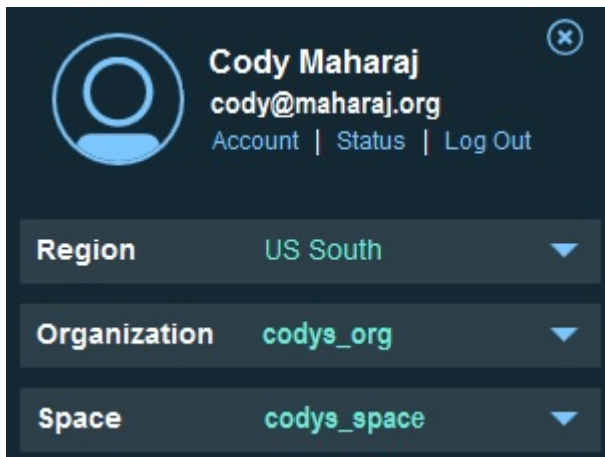 Cody Maharaj
cody@maharaj.org
Account | Status | Log Out
Region US South
Organization codys_org
Space codys_space